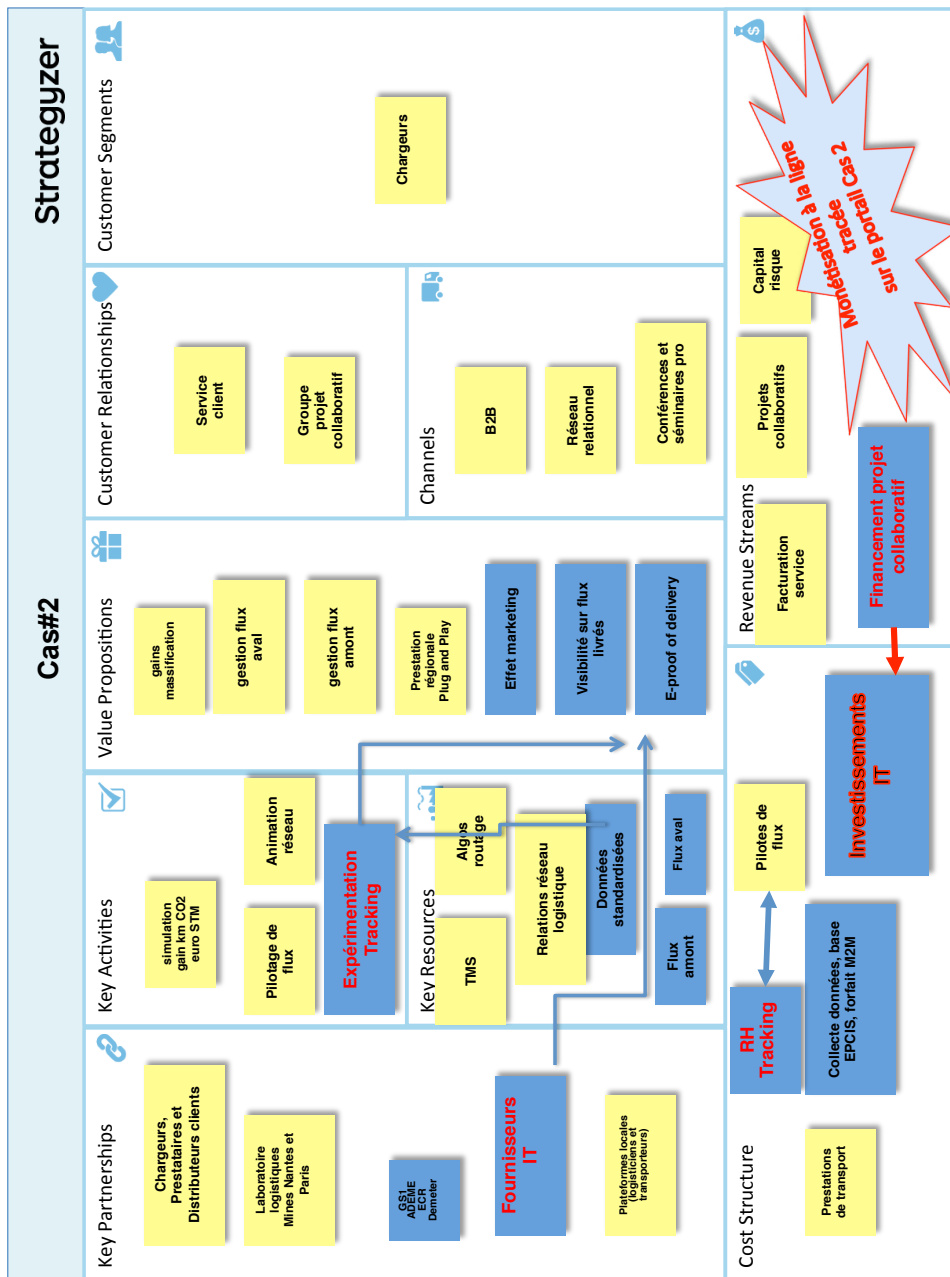 Cas#2
Strategyzer
Key Partnerships
Chargeurs,
Prestataires et
Distributeurs clients
Laboratoire
logistiques
Mines Nantes et
Paris
GS1
ADEME
ECR
Demeter
Fournisseurs
IT
Plateformes locales
(logisticiens et
transporteurs)
Key Activities
simulation
gain km CO2
euro STM
Pilotage de
flux
Animation
réseau
Expérimentation
Tracking
Key Resources
TMS
Algos
routage
Relations réseau
logistique
Données
standardisées
Flux
amont
Flux aval
Value Propositions
gains
massification
gestion flux
aval
gestion flux
amont
Prestation
régionale
Plug and Play
Effet marketing
Visibilité sur flux
livrés
E-proof of delivery
Customer Relationships
Service
client
Groupe
projet
collaboratif
Channels
B2B
Réseau
relationnel
Conférences et
séminaires pro
Customer Segments
Chargeurs
Cost Structure
Prestations
de transport
RH
Tracking
Collecte données, base
EPCIS, forfait M2M
Pilotes de
flux
Investissements
IT
Revenue Streams
Facturation
service
Projets
collaboratifs
Capital
risque
Financement projet
collaboratif
Monétisation à la ligne
tracée
sur le portail Cas 2